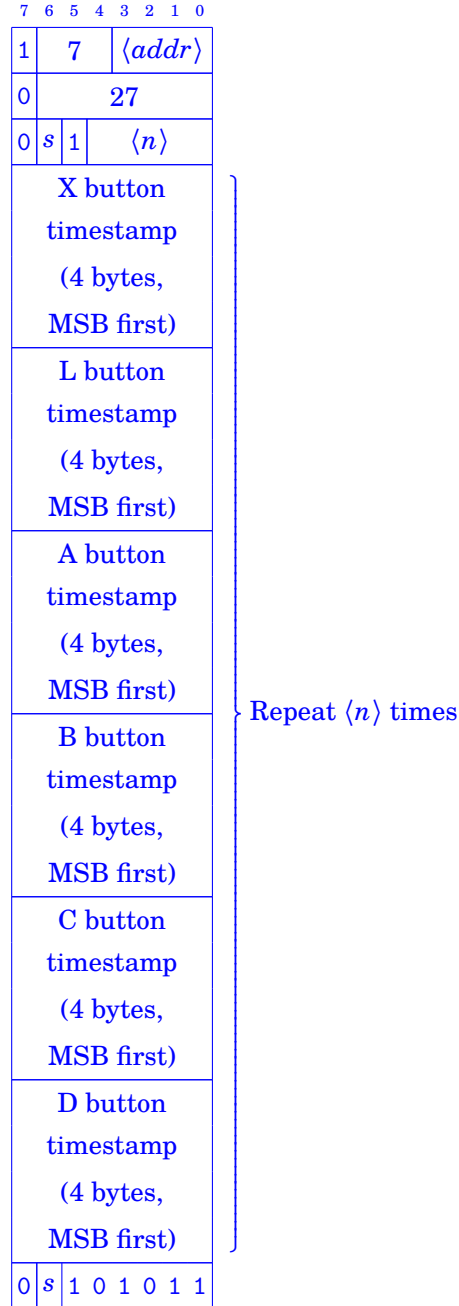 7 6 5 4 3 2 1 0
1 7 ⟨addr⟩
0 27
0 s 1 ⟨n⟩
X button
timestamp
(4 bytes,
MSB first)
L button
timestamp
(4 bytes,
MSB first)
A button
timestamp
(4 bytes,
MSB first)
B button
timestamp
(4 bytes,
MSB first)
C button
timestamp
(4 bytes,
MSB first)
D button
timestamp
(4 bytes,
MSB first)
Repeat ⟨n⟩ times
0 s 1 0 1 0 1 1